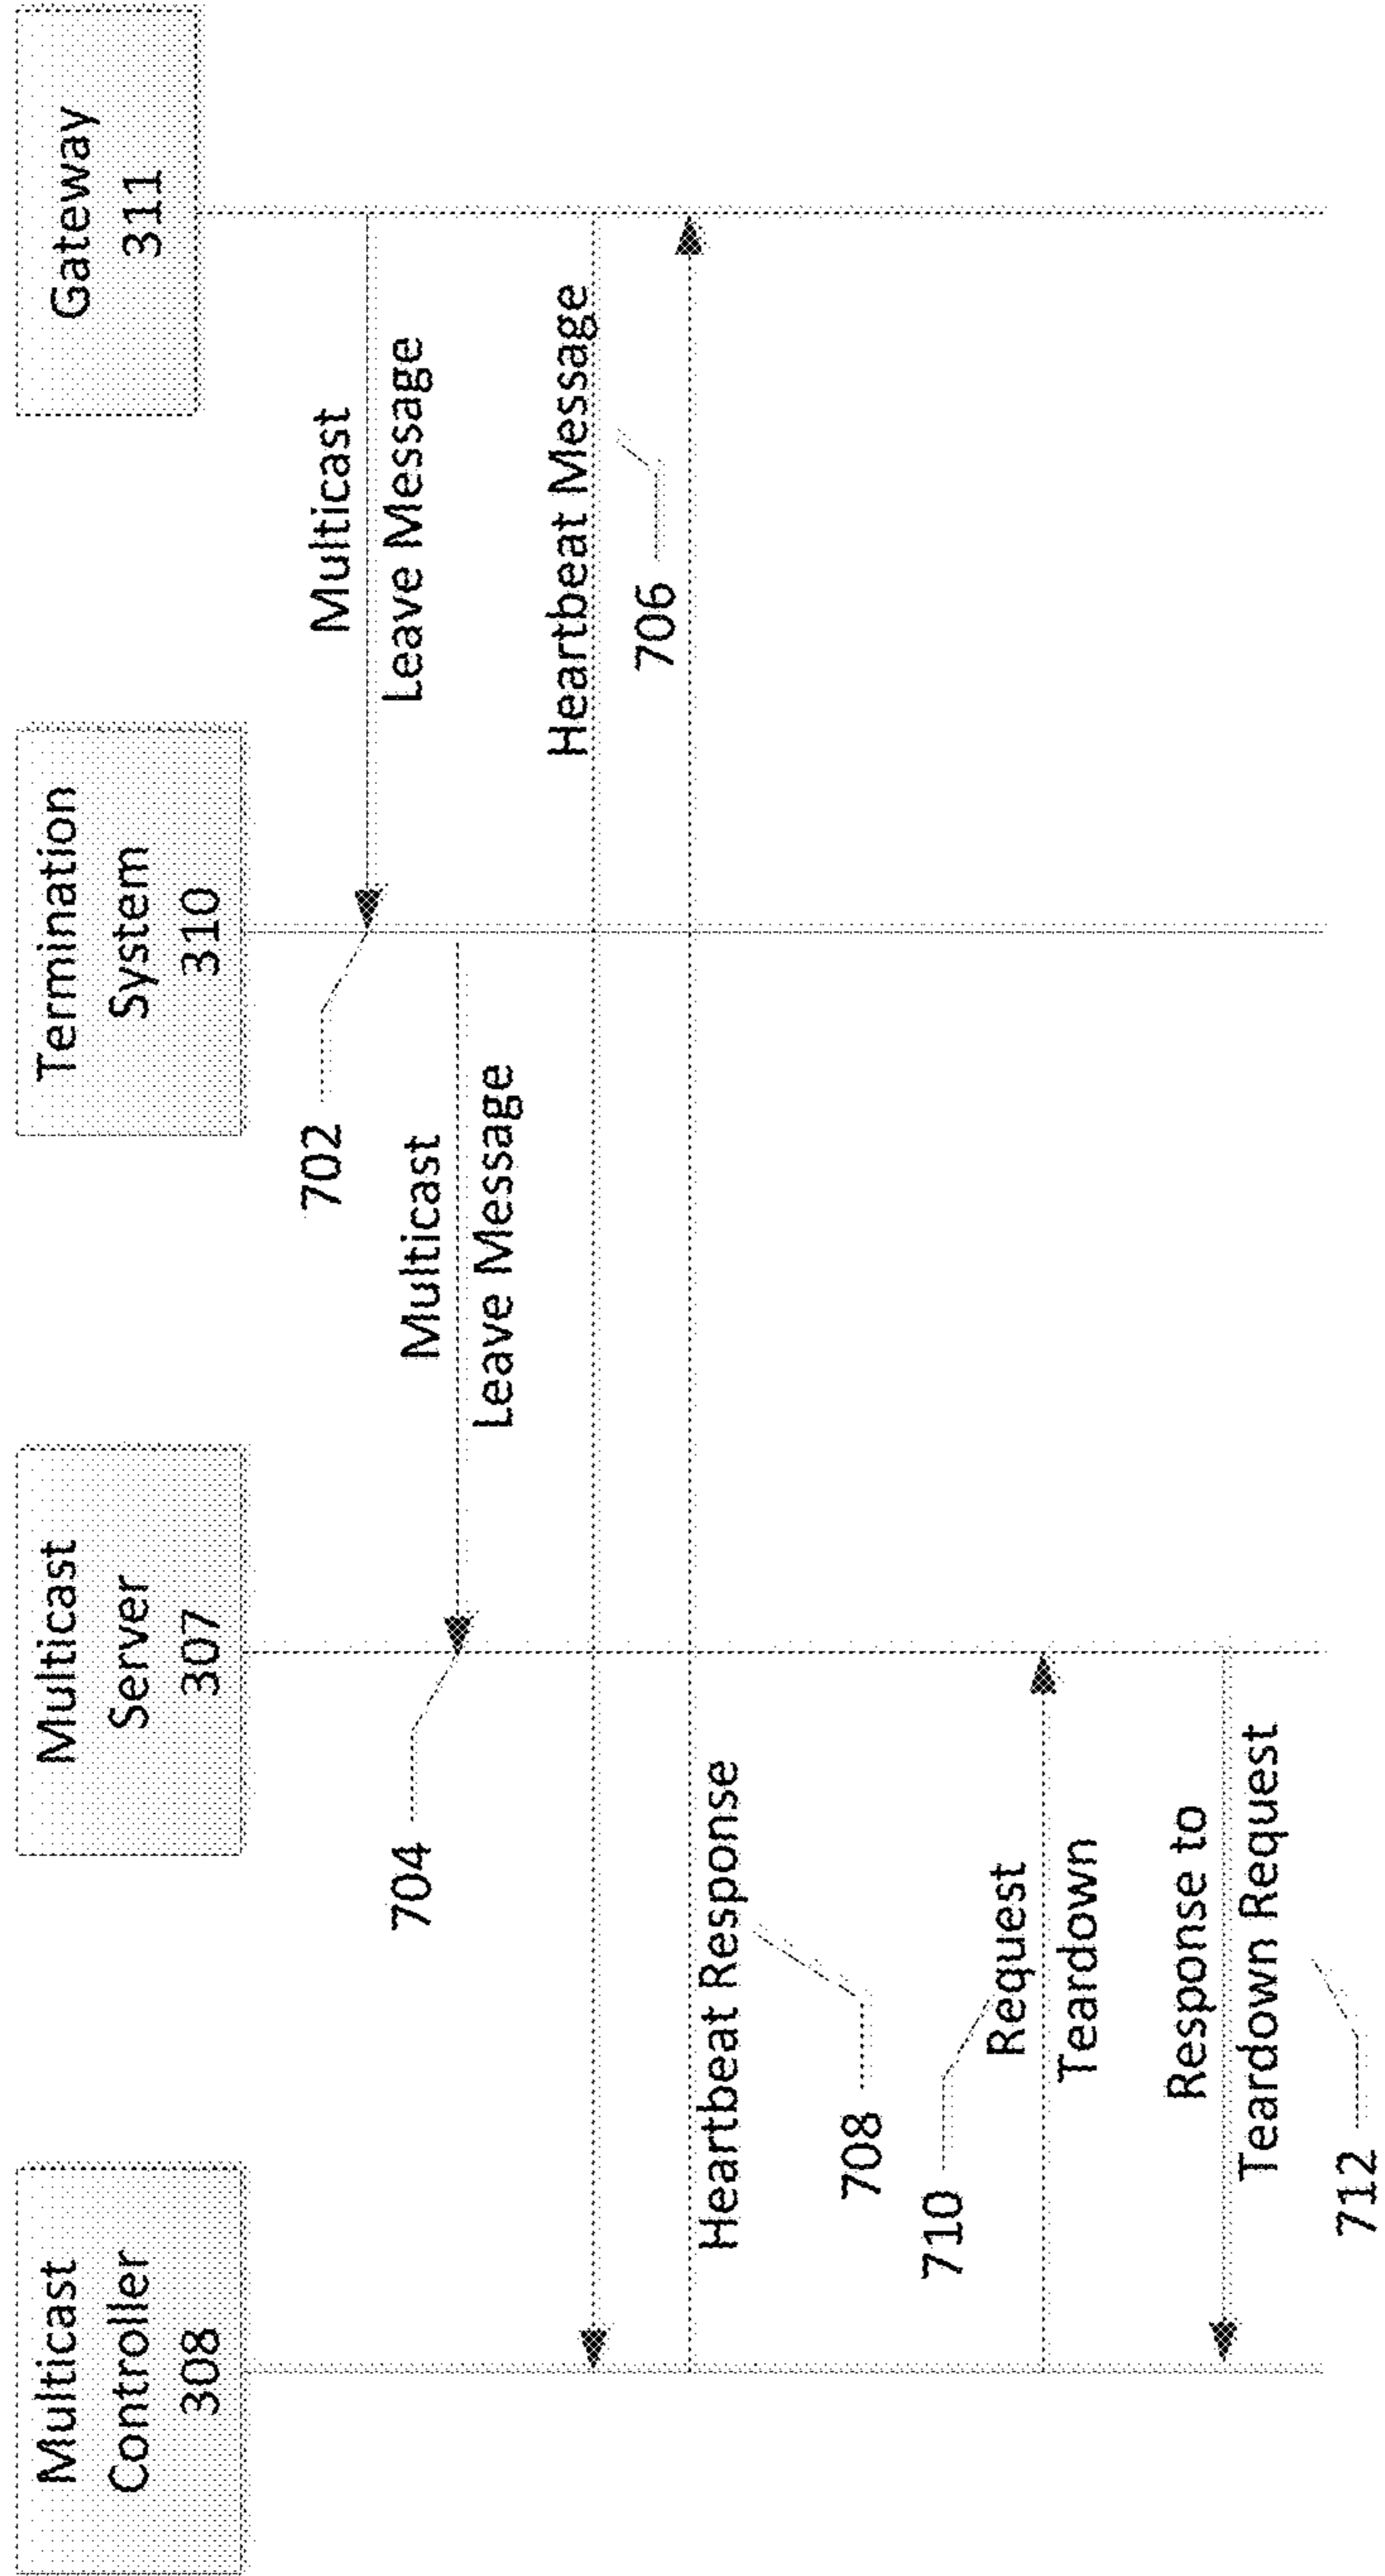 Multicast
Controller
308
Multicast
Server
307
Termination
System
310
Gateway
311
702
Multicast
Leave Message
704
Multicast
Leave Message
Heartbeat Message
706
Heartbeat Response
708
710
Request
Teardown
Response to
Teardown Request
712